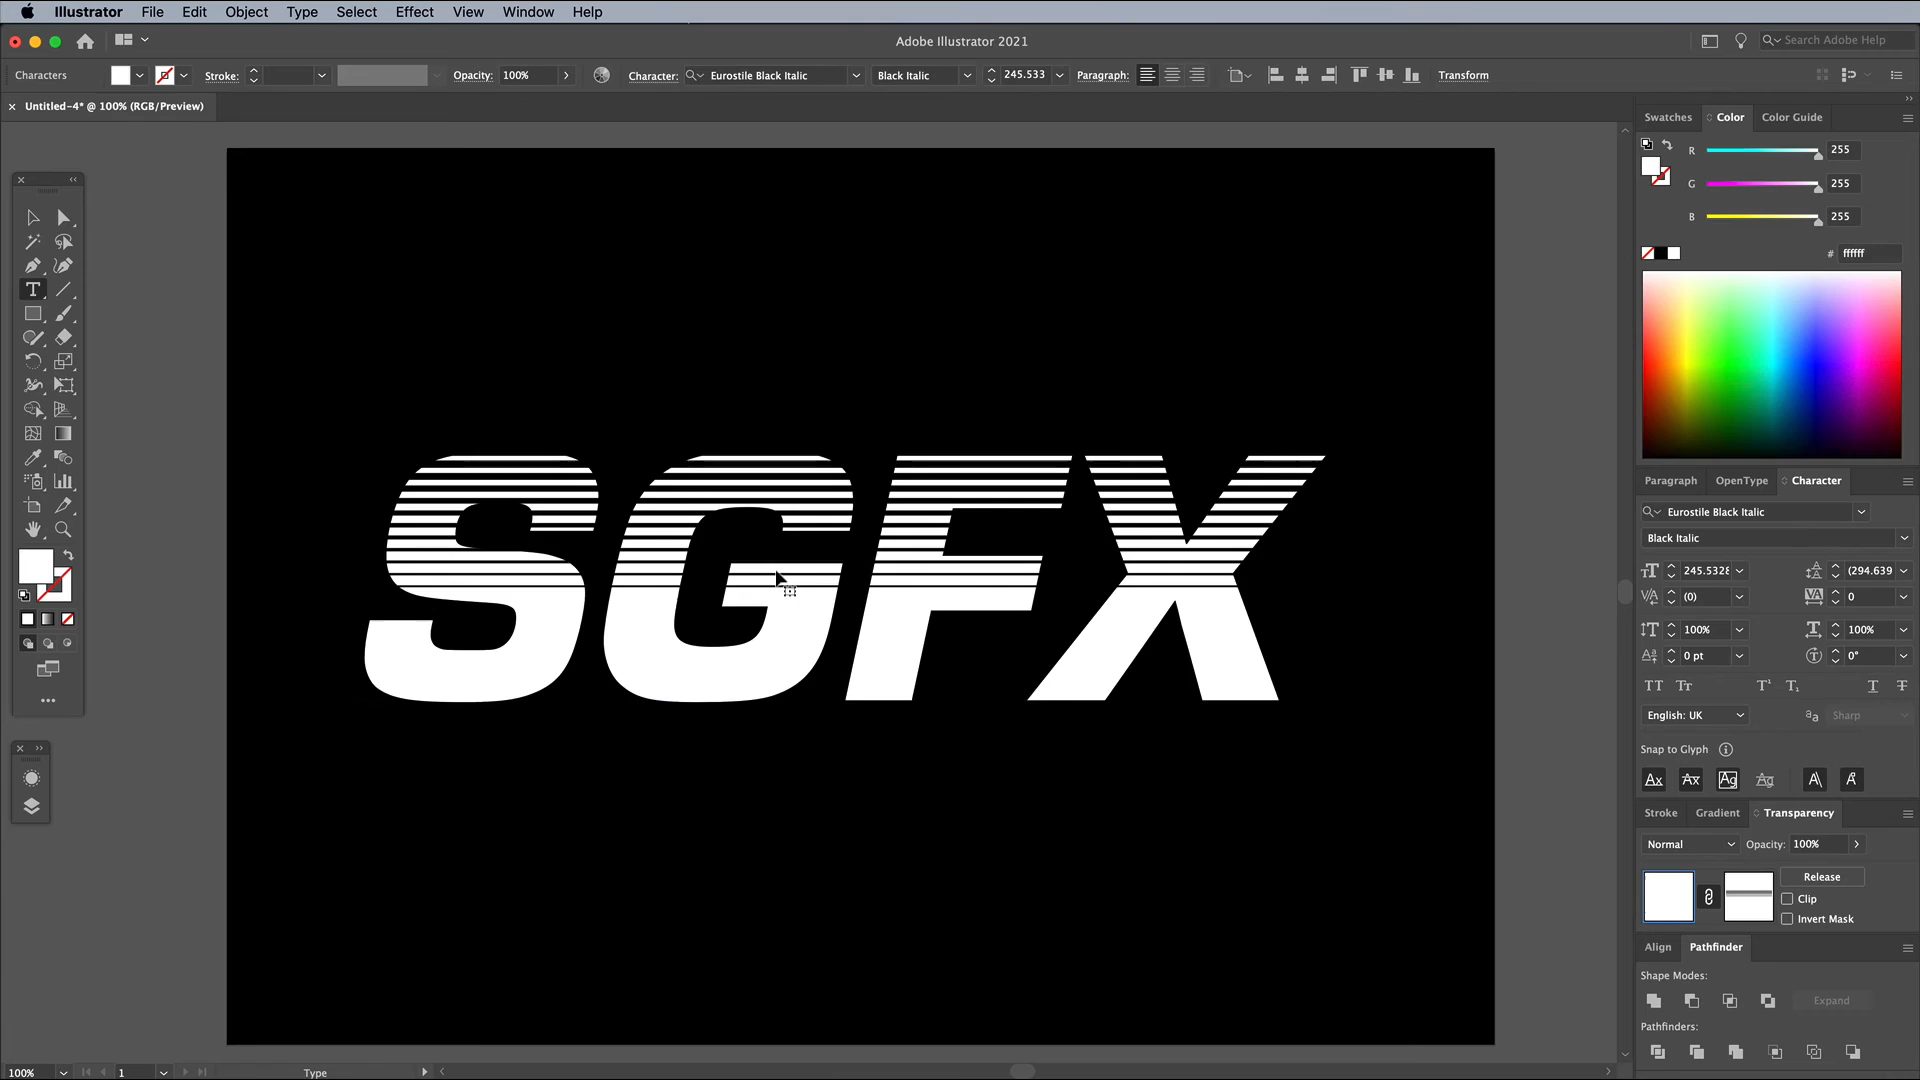 Illustrator File Edit Object Type Select Effect View Window Help
Adobe Illustrator 2021
Search Adobe Help
Characters Stroke: Opacity: 100% Character: Eurostile Black Italic Black Italic 245.533 Paragraph: Transform
× Untitled-4* @ 100% (RGB/Preview)
Swatches Color Color Guide
R 255
G 255
B 255
# ffffff
SGFX
Paragraph OpenType Character
Eurostile Black Italic
Black Italic
245.5328 (294.639
(0) 0
100% 100%
0 pt 0°
TT Tr T¹ T₁ T T
English: UK aa Sharp
Snap to Glyph
Ax Ax Ag Ag A A
Stroke Gradient Transparency
Normal Opacity: 100%
Release
Clip
Invert Mask
Align Pathfinder
Shape Modes:
Expand
Pathfinders:
100% 1 Type